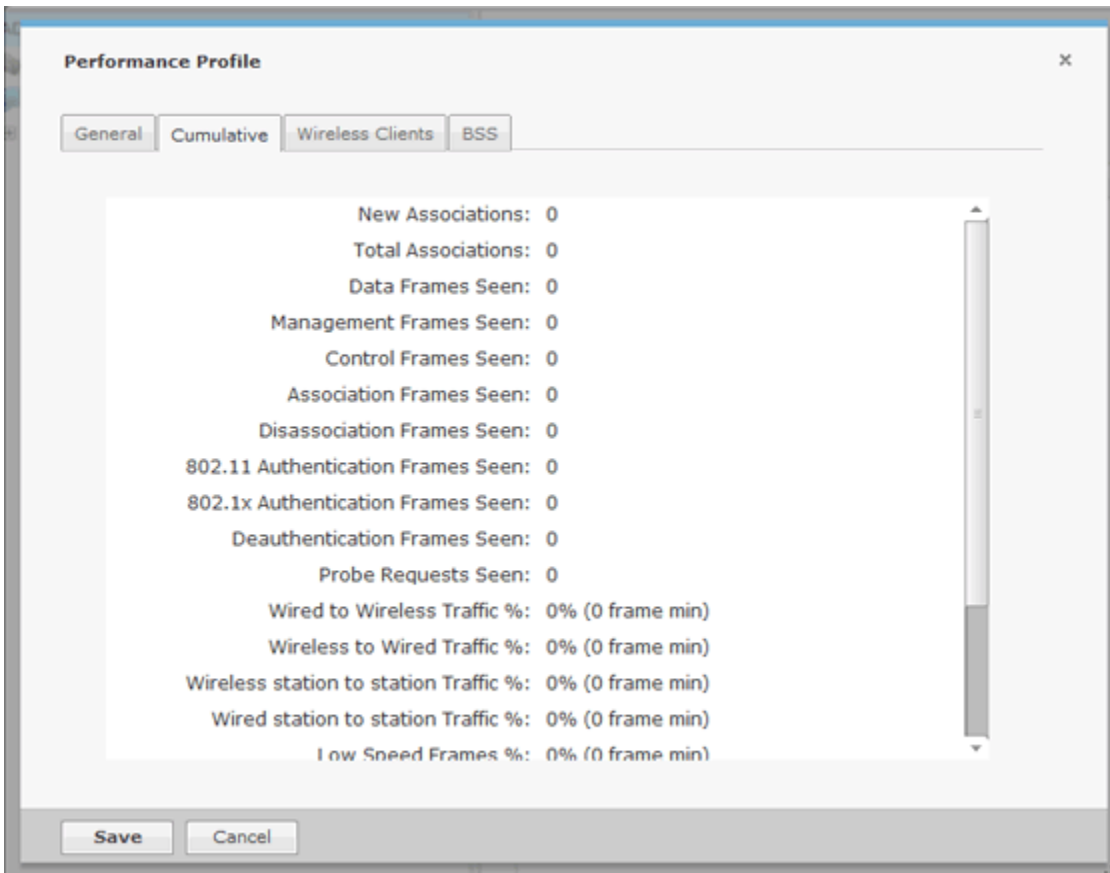 Performance Profile ×
General Cumulative Wireless Clients BSS
New Associations: 0
Total Associations: 0
Data Frames Seen: 0
Management Frames Seen: 0
Control Frames Seen: 0
Association Frames Seen: 0
Disassociation Frames Seen: 0
802.11 Authentication Frames Seen: 0
802.1x Authentication Frames Seen: 0
Deauthentication Frames Seen: 0
Probe Requests Seen: 0
Wired to Wireless Traffic %: 0% (0 frame min)
Wireless to Wired Traffic %: 0% (0 frame min)
Wireless station to station Traffic %: 0% (0 frame min)
Wired station to station Traffic %: 0% (0 frame min)
Low Speed Frames %: 0% (0 frame min)
Save Cancel